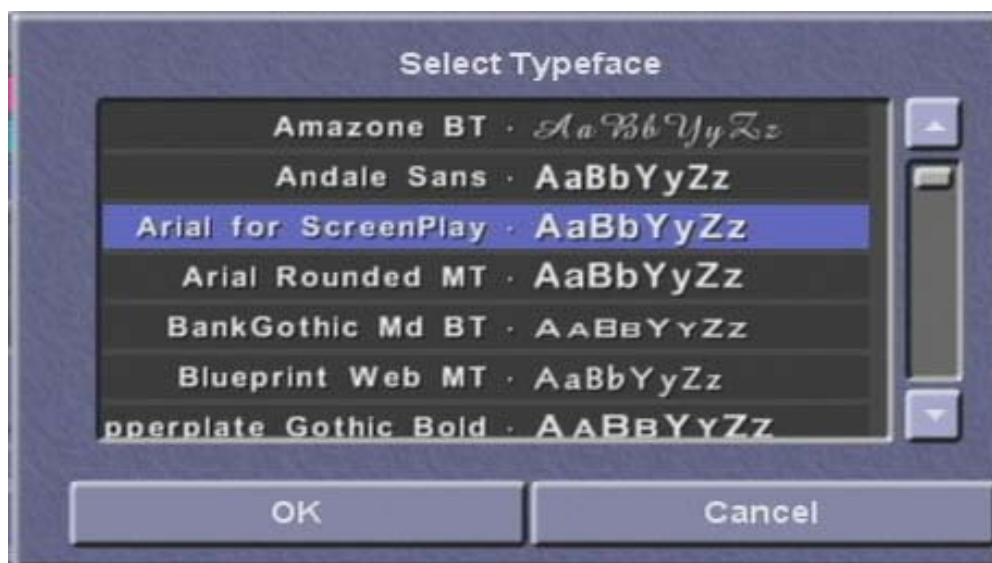 Select Typeface
Amazone BT · AaBbYyZz
Andale Sans · AaBbYyZz
Arial for ScreenPlay · AaBbYyZz
Arial Rounded MT · AaBbYyZz
BankGothic Md BT · AaBbYyZz
Blueprint Web MT · AaBbYyZz
pperplate Gothic Bold · AaBbYyZz
OK
Cancel